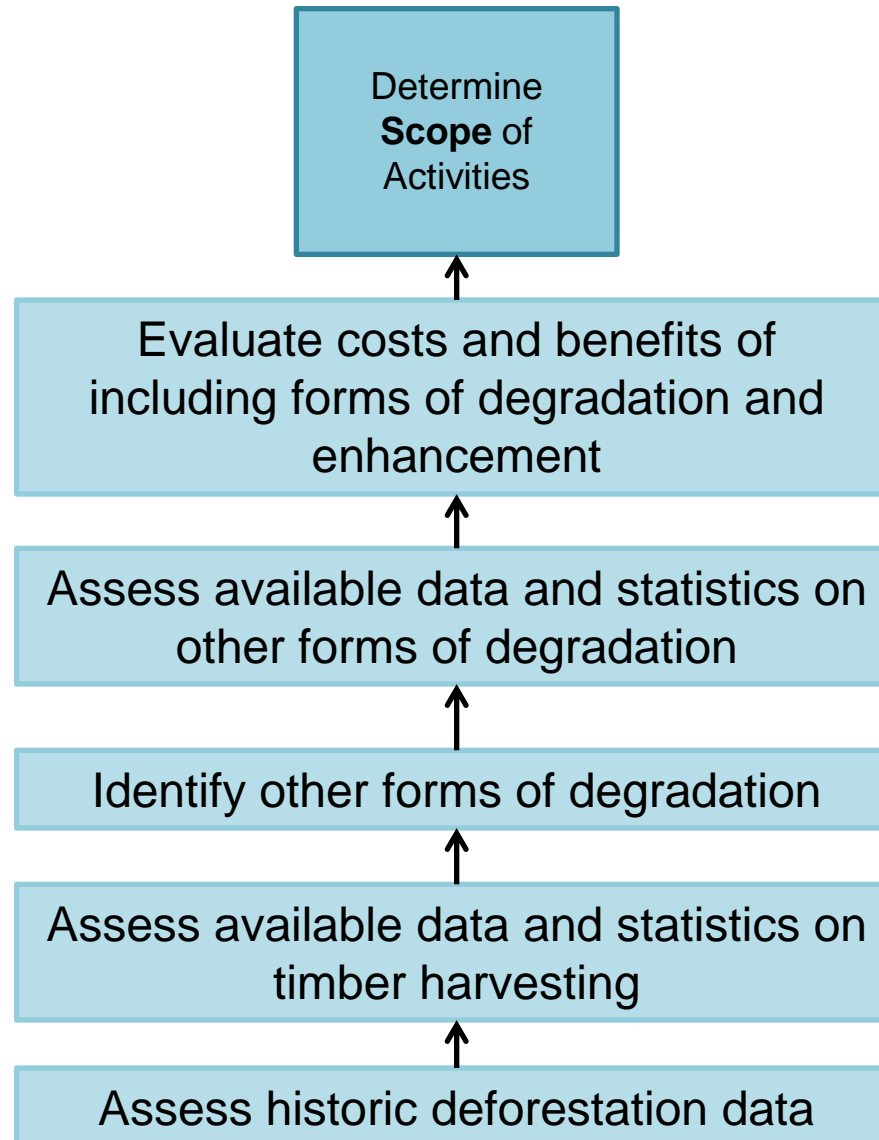 Determine
Scope of
Activities
Evaluate costs and benefits of
including forms of degradation and
enhancement
Assess available data and statistics on
other forms of degradation
Identify other forms of degradation
Assess available data and statistics on
timber harvesting
Assess historic deforestation data